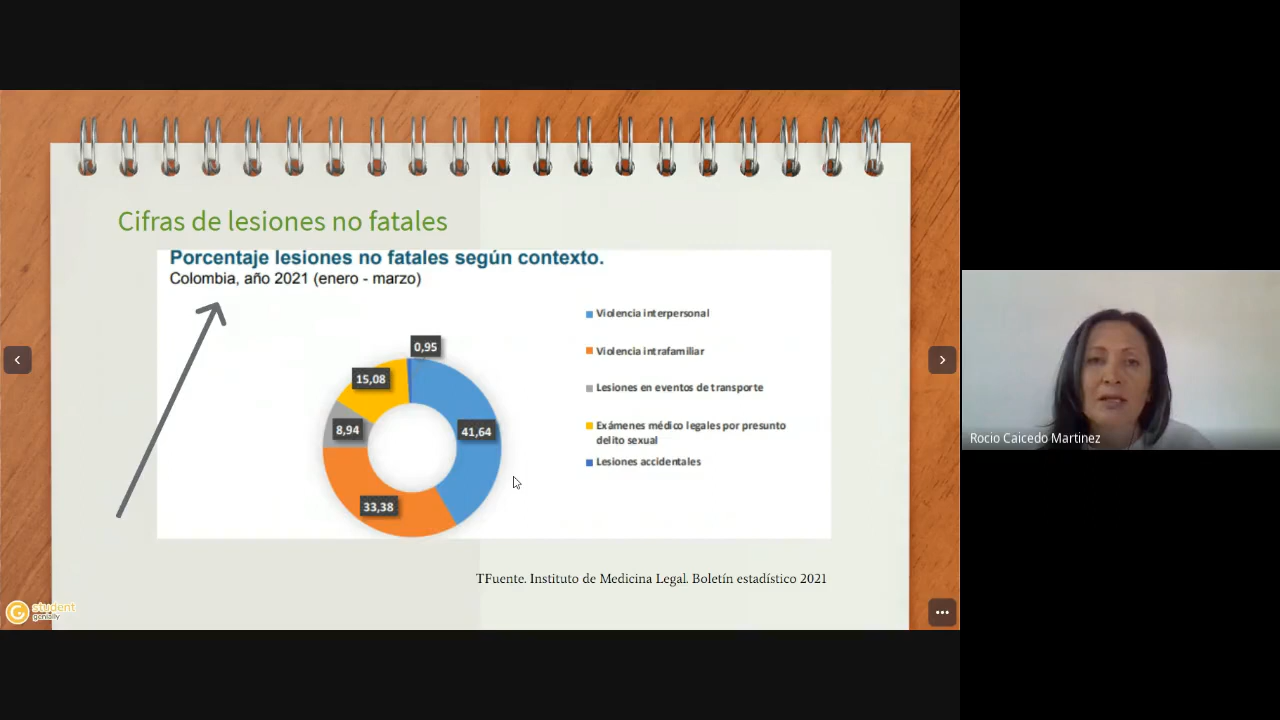 Cifras de lesiones no fatales
Porcentaje lesiones no fatales según contexto.
Colombia, año 2021 (enero - marzo)
0,95
15,08
8,94
41,64
33,38
Violencia interpersonal
Violencia intrafamiliar
Lesiones en eventos de transporte
Exámenes médico legales por presunto
delito sexual
Lesiones accidentales
TFuente. Instituto de Medicina Legal. Boletín estadístico 2021
student
genially
Rocio Caicedo Martinez